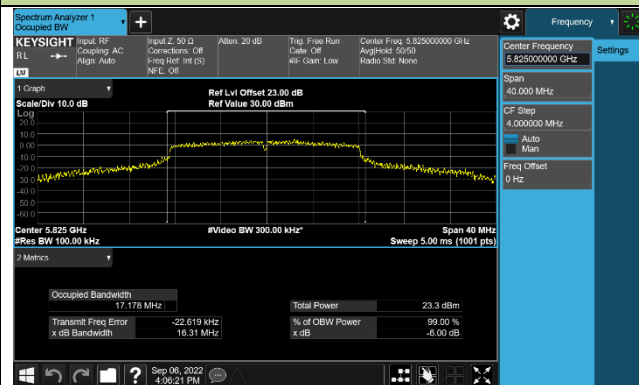 Spectrum Analyzer 1
Occupied BW
Frequency
KEYSIGHT Input: RF Input Z: 50 Ω Atten: 20 dB Trig: Free Run Center Freq: 5.825000000 GHz
RL Coupling: AC Corrections: Off Gate: Off Avg|Hold: 50/50
Align: Auto Freq Ref: Int (S) #IF Gain: Low Radio Std: None
LXI NFE: Off
Center Frequency
5.825000000 GHz
Settings
Span
40.000 MHz
CF Step
4.000000 MHz
Auto
Man
Freq Offset
0 Hz
1 Graph
Ref Lvl Offset 23.00 dB
Scale/Div 10.0 dB Ref Value 30.00 dBm
Log
20.0
10.0
0.00
-10.0
-20.0
-30.0
-40.0
-50.0
-60.0
Center 5.825 GHz #Video BW 300.00 kHz* Span 40 MHz
#Res BW 100.00 kHz Sweep 5.00 ms (1001 pts)
2 Metrics
Occupied Bandwidth
17.178 MHz Total Power 23.3 dBm
Transmit Freq Error -22.619 kHz % of OBW Power 99.00 %
x dB Bandwidth 16.31 MHz x dB -6.00 dB
Sep 06, 2022
4:06:21 PM